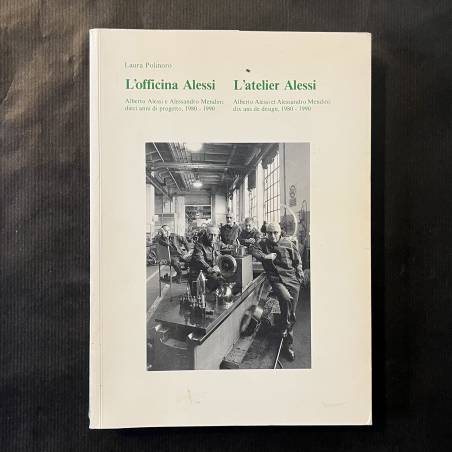 Laura Polinoro
L'officina Alessi
Alberto Alessi e Alessandro Mendini:
dieci anni di progetto, 1980 - 1990
L'atelier Alessi
Alberto Alessi et Alessandro Mendini:
dix ans de design, 1980 - 1990